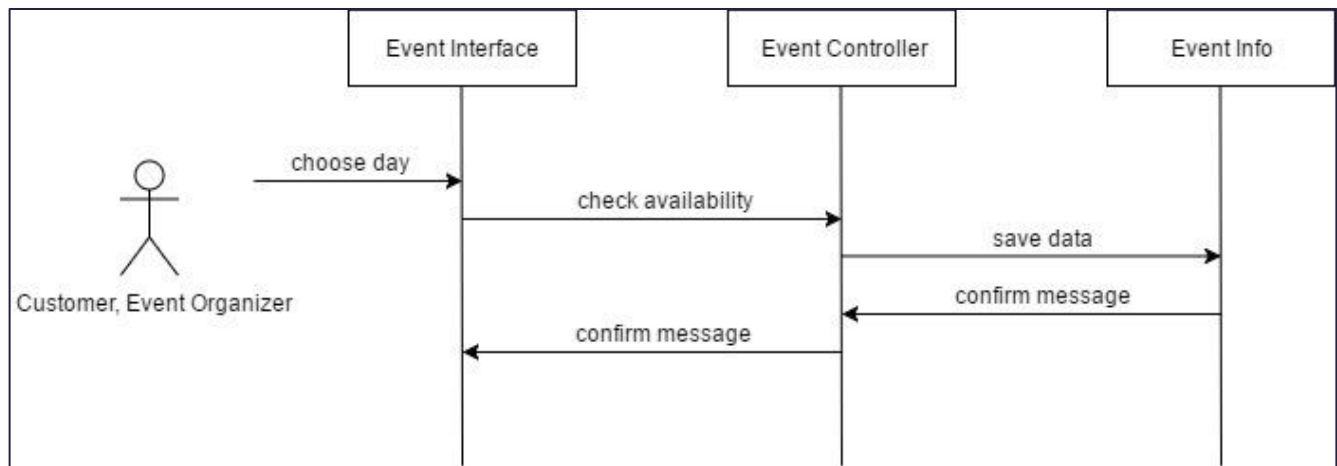 Event Interface
Event Controller
Event Info
choose day
check availability
save data
Customer, Event Organizer
confirm message
confirm message